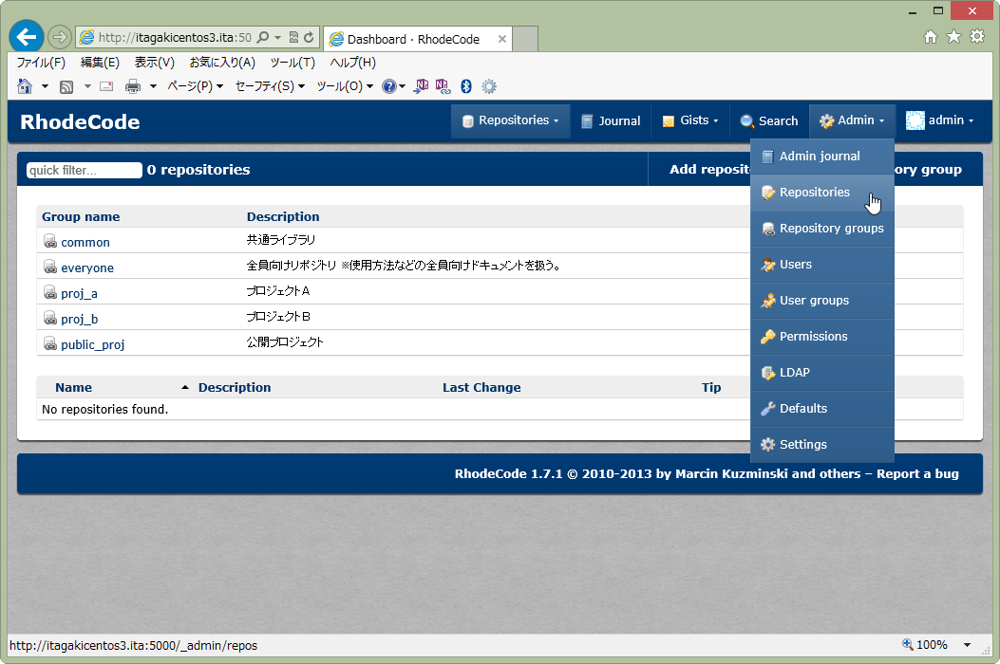 http://itagakicentos3.ita:50
Dashboard · RhodeCode
ファイル(F) 編集(E) 表示(V) お気に入り(A) ツール(T) ヘルプ(H)
ページ(P) セーフティ(S) ツール(O)
RhodeCode
Repositories
Journal
Gists
Search
Admin
admin
quick filter...
0 repositories
Add reposit
ory group
Admin journal
Repositories
Repository groups
Users
User groups
Permissions
LDAP
Defaults
Settings
Group name Description
common 共通ライブラリ
everyone 全員向けリポジトリ ※使用方法などの全員向けドキュメントを扱う。
proj_a プロジェクトA
proj_b プロジェクトB
public_proj 公開プロジェクト
Name Description Last Change Tip
No repositories found.
RhodeCode 1.7.1 © 2010-2013 by Marcin Kuzminski and others – Report a bug
http://itagakicentos3.ita:5000/_admin/repos
100%